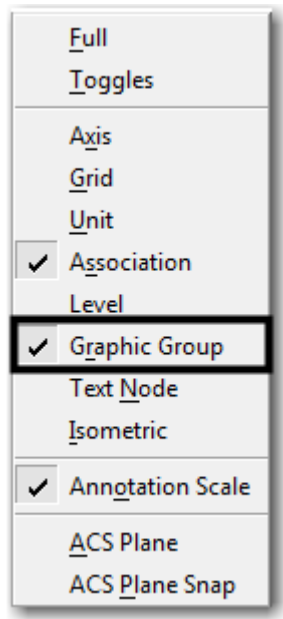 Full
Toggles
Axis
Grid
Unit
Association
Level
Graphic Group
Text Node
Isometric
Annotation Scale
ACS Plane
ACS Plane Snap